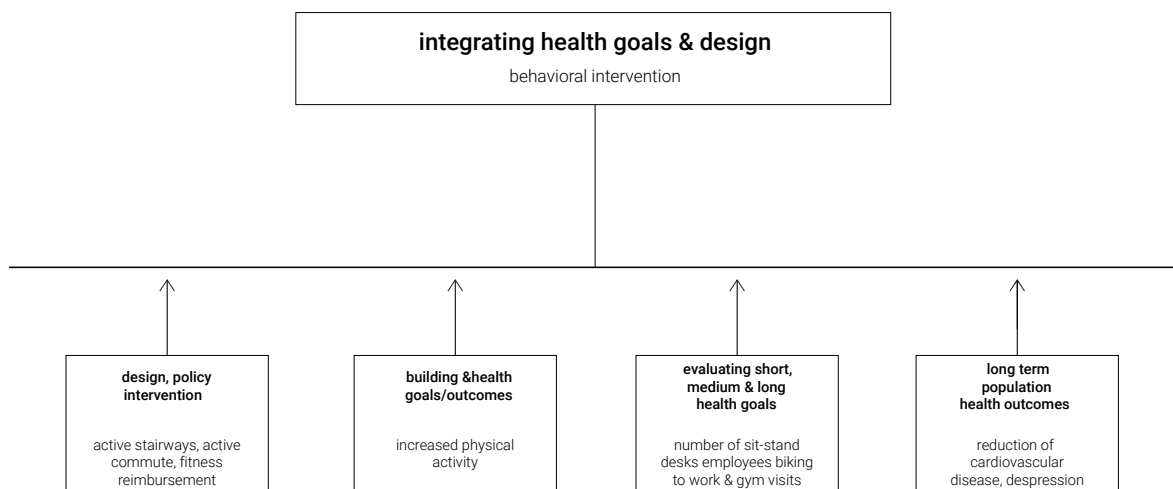 integrating health goals & design
behavioral intervention
design, policy
intervention
active stairways, active
commute, fitness
reimbursement
building &health
goals/outcomes
increased physical
activity
evaluating short,
medium & long
health goals
number of sit-stand
desks employees biking
to work & gym visits
long term
population
health outcomes
reduction of
cardiovascular
disease, despression